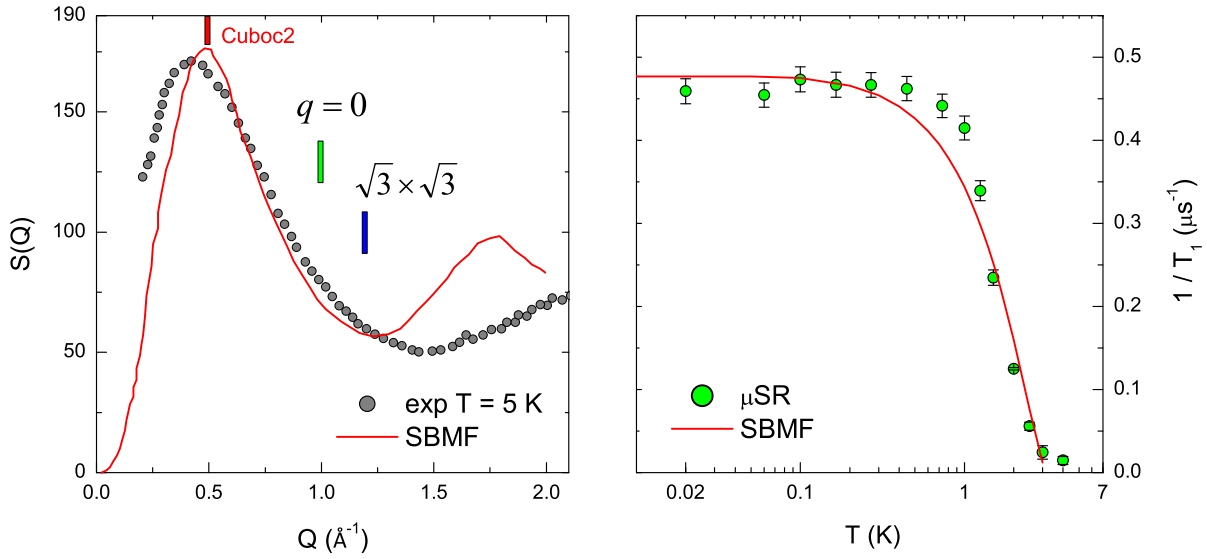 190
150
100
50
0
S(Q)
Cuboc2
q = 0
√3 × √3
exp T = 5 K
SBMF
0.0 0.5 1.0 1.5 2.0
Q (Å⁻¹)
0.5
0.4
0.3
0.2
0.1
0.0
1 / T₁ (μs⁻¹)
μSR
SBMF
0.02 0.1 1 7
T (K)